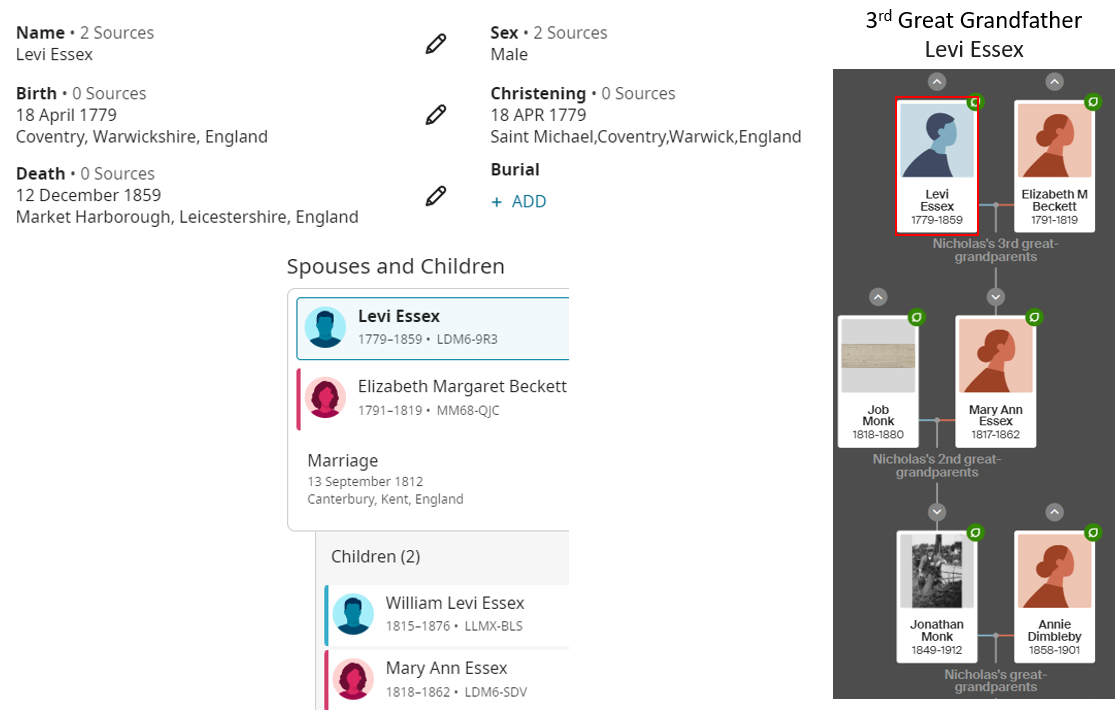 Name • 2 Sources
Levi Essex
Sex • 2 Sources
Male
Birth • 0 Sources
18 April 1779
Coventry, Warwickshire, England
Christening • 0 Sources
18 APR 1779
Saint Michael,Coventry,Warwick,England
Death • 0 Sources
12 December 1859
Market Harborough, Leicestershire, England
Burial
+ ADD
Spouses and Children
Levi Essex
1779–1859 • LDM6-9R3
Elizabeth Margaret Beckett
1791–1819 • MM68-QJC
Marriage
13 September 1812
Canterbury, Kent, England
Children (2)
William Levi Essex
1815–1876 • LLMX-BLS
Mary Ann Essex
1818–1862 • LDM6-SDV
3rd Great Grandfather
Levi Essex
Levi
Essex
1779-1859
Elizabeth M
Beckett
1791-1819
Nicholas's 3rd great-
grandparents
Job
Monk
1818-1880
Mary Ann
Essex
1817-1862
Nicholas's 2nd great-
grandparents
Jonathan
Monk
1849-1912
Annie
Dimbleby
1858-1901
Nicholas's great-
grandparents